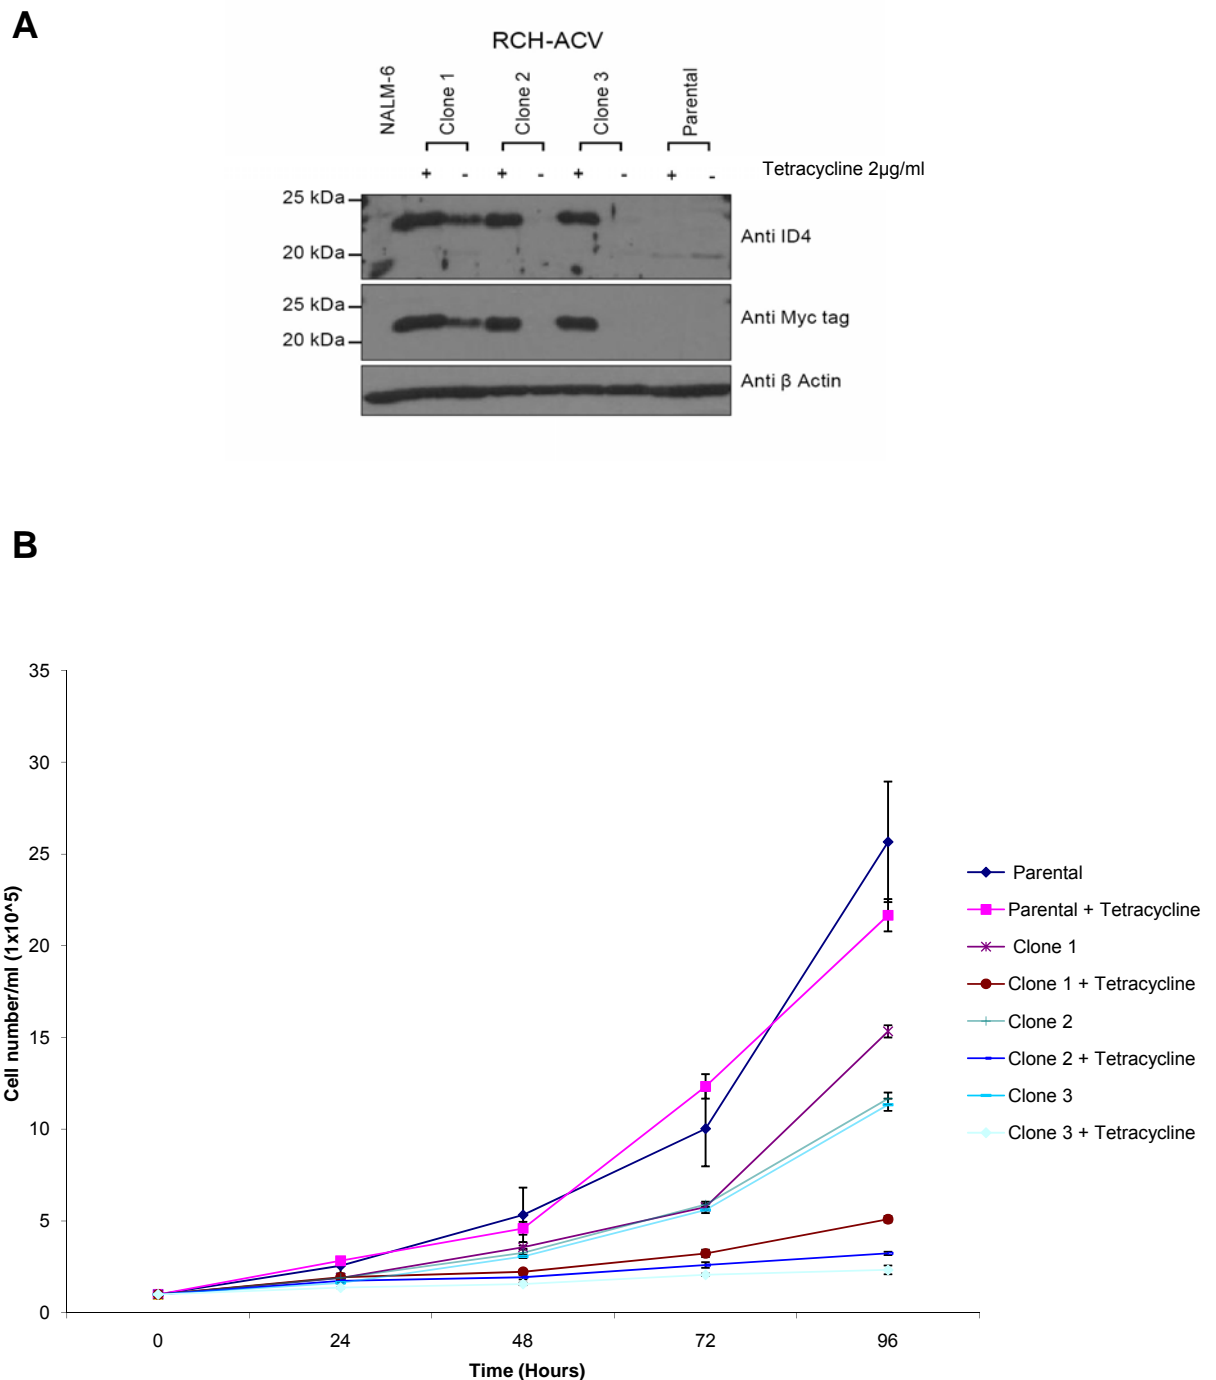 A
RCH-ACV
NALM-6
Clone 1
Clone 2
Clone 3
Parental
+ - + - + - + -
Tetracycline 2µg/ml
25 kDa
20 kDa
Anti ID4
25 kDa
20 kDa
Anti Myc tag
Anti β Actin
B
35
30
25
20
15
10
5
0
Cell number/ml (1x10^5)
0 24 48 72 96
Time (Hours)
Parental
Parental + Tetracycline
Clone 1
Clone 1 + Tetracycline
Clone 2
Clone 2 + Tetracycline
Clone 3
Clone 3 + Tetracycline